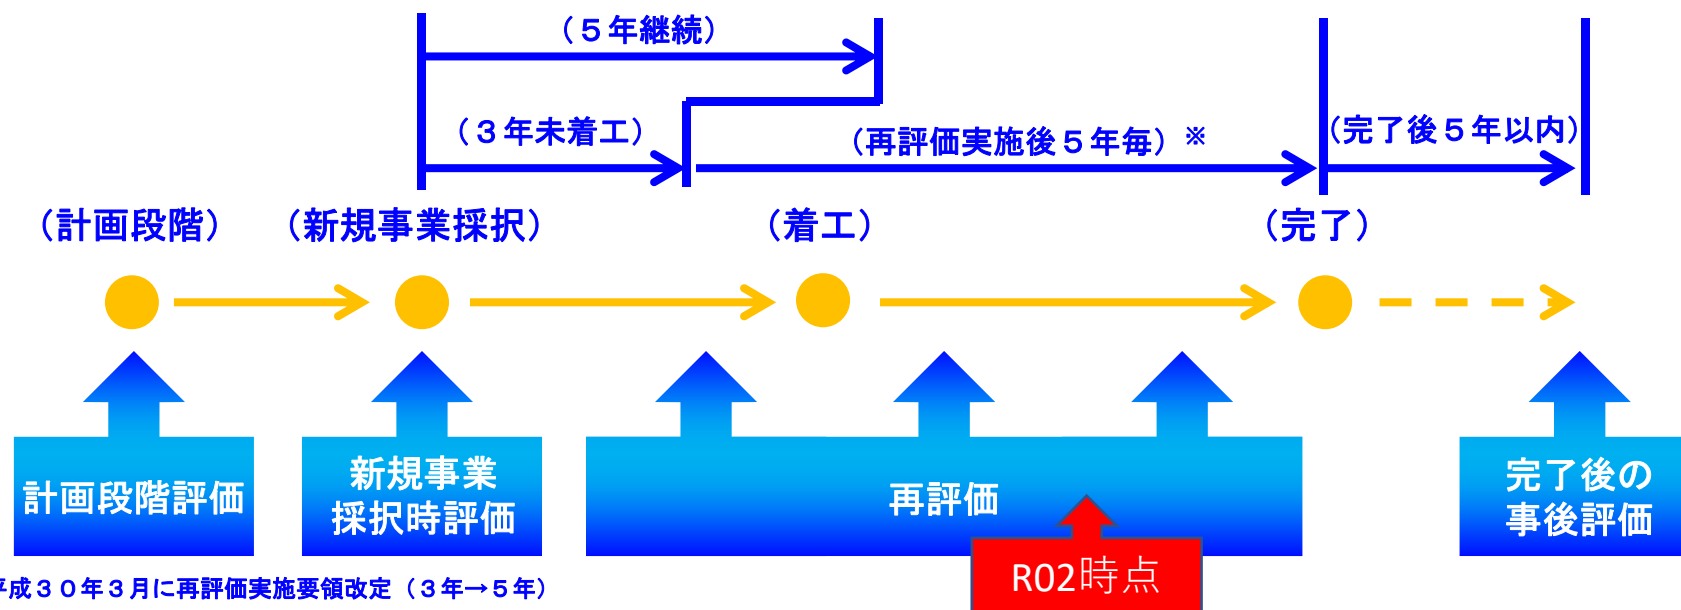 （５年継続）
（３年未着工）
（再評価実施後５年毎）※
（完了後５年以内）
（計画段階）
（新規事業採択）
（着工）
（完了）
計画段階評価
新規事業
採択時評価
再評価
完了後の
事後評価
R02時点
平成３０年３月に再評価実施要領改定（３年→５年）